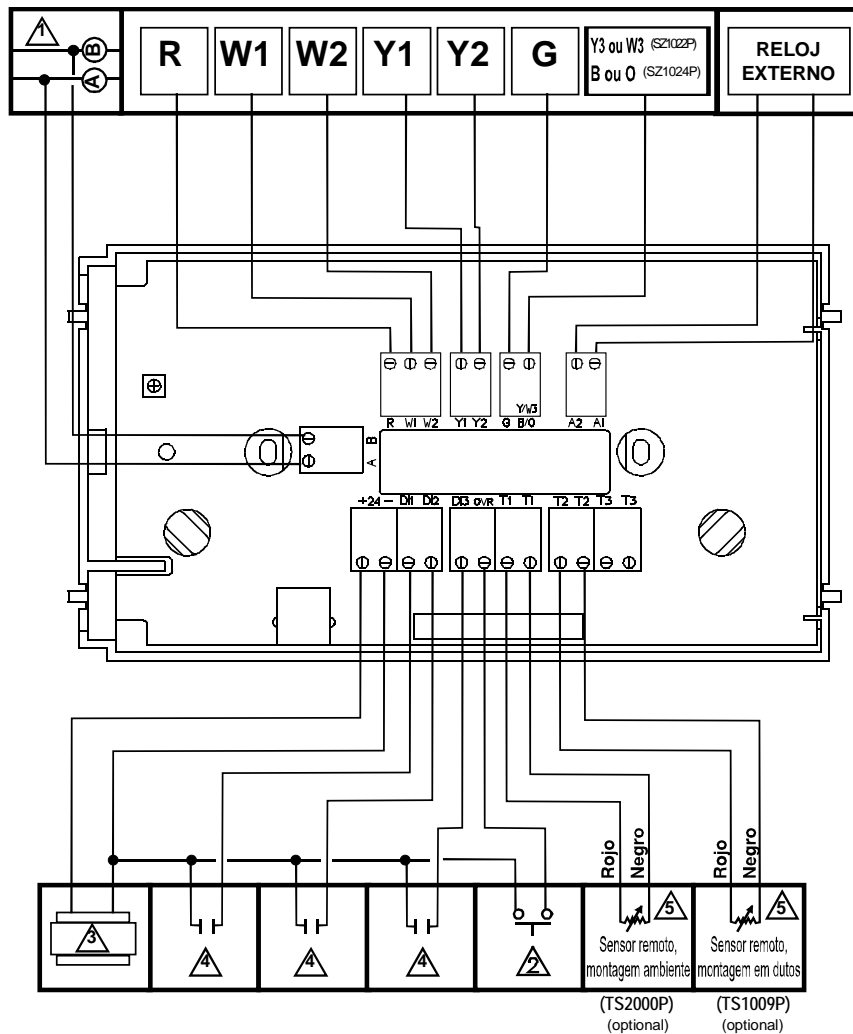 1
B
A
R
W1
W2
Y1
Y2
G
Y3 ou W3 (SZ1022P)
B ou O (SZ1024P)
RELOJ
EXTERNO
Y/W3
R W1 W2 Y1 Y2 G B/O A2 A1
B
A
+24- DI1 DI2 DI3 OVR T1 T1 T2 T2 T3 T3
Rojo
Negro
Rojo
Negro
3
4
4
4
2
5
Sensor remoto,
montagem ambiente
5
Sensor remoto,
montagem em dutos
(TS2000P)
(optional)
(TS1009P)
(optional)